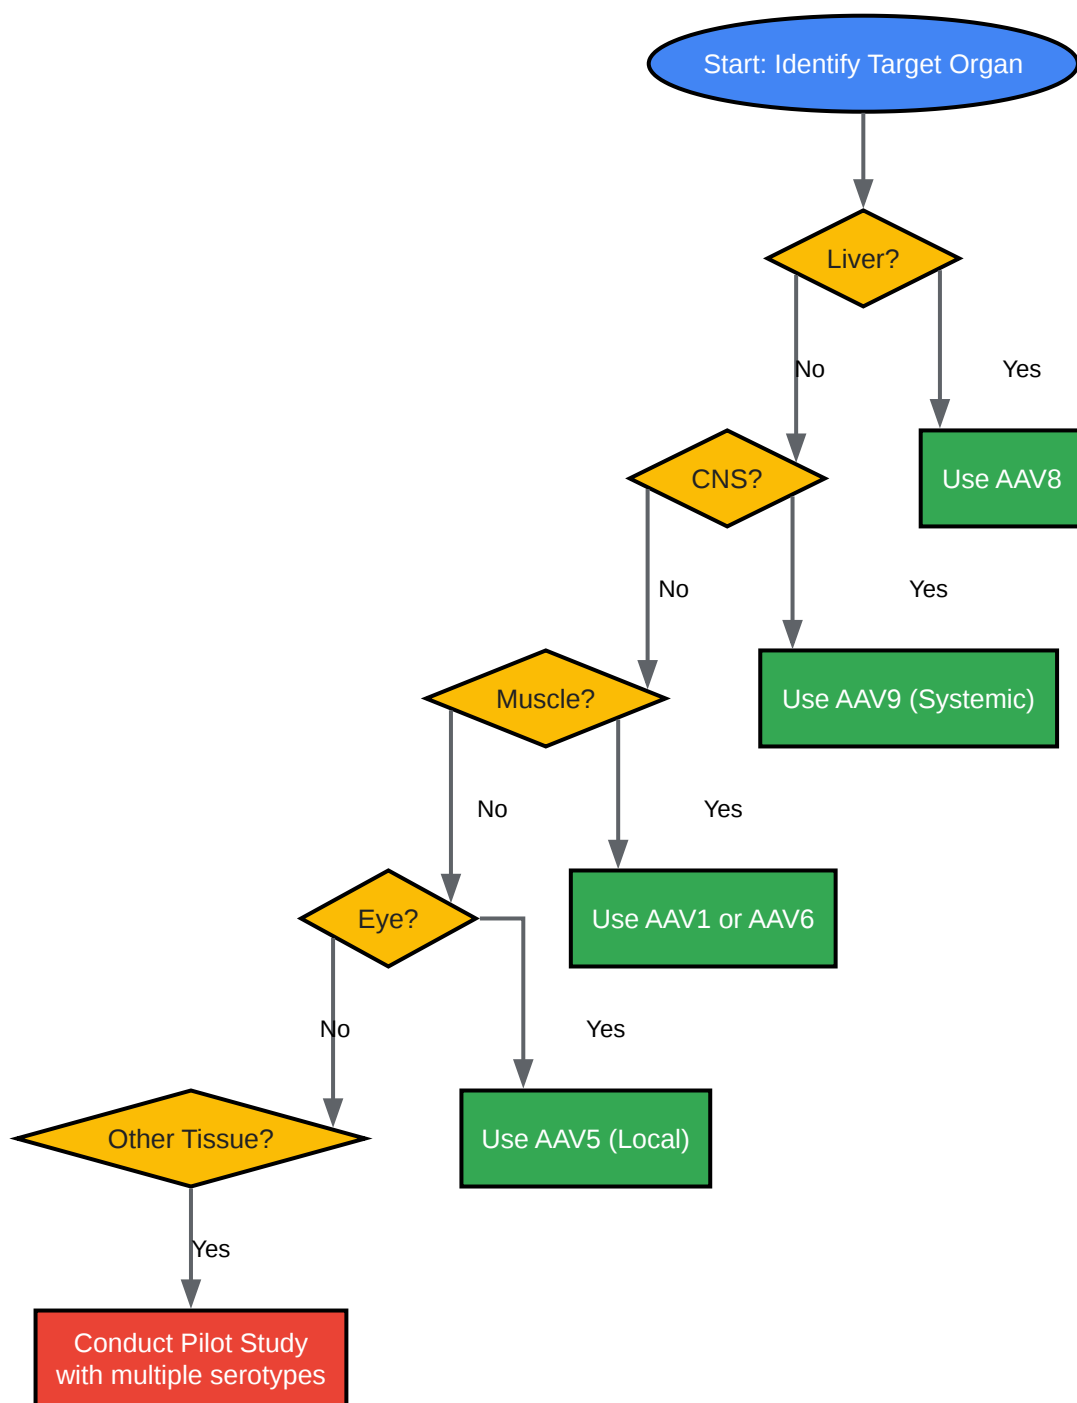 Start: Identify Target Organ
Liver?
No
Yes
CNS?
Use AAV8
No
Yes
Muscle?
Use AAV9 (Systemic)
No
Yes
Eye?
Use AAV1 or AAV6
No
Yes
Other Tissue?
Use AAV5 (Local)
Yes
Conduct Pilot Study
with multiple serotypes